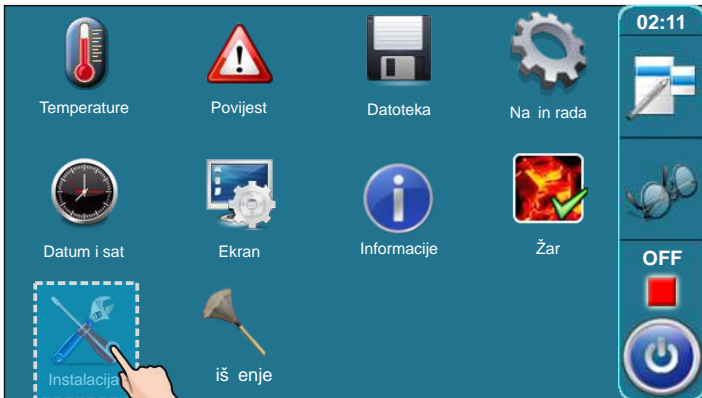 02:11
Temperature
Povijest
Datoteka
Na in rada
Datum i sat
Ekran
Informacije
Žar
OFF
Instalacija
iš enje